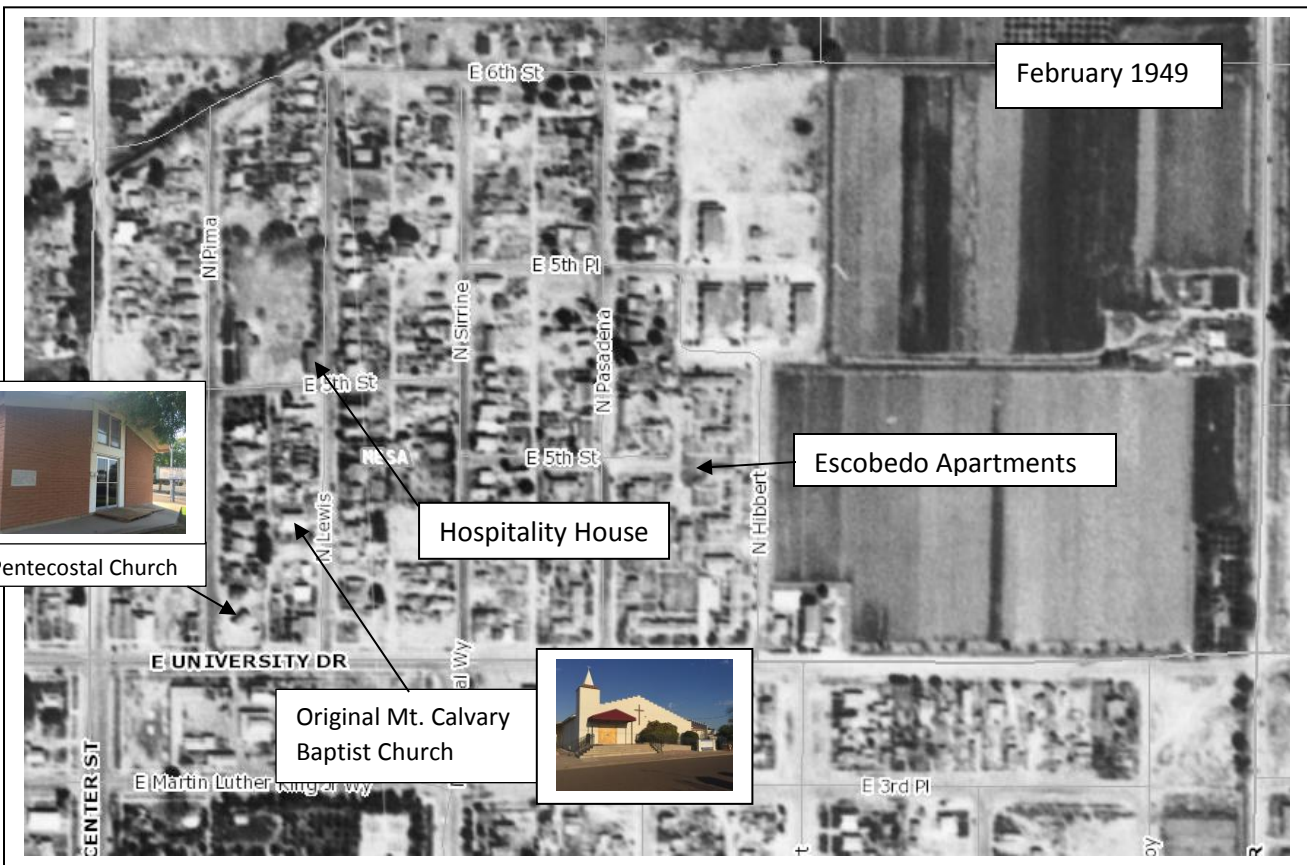 February 1949
E 6th St
N Pima
E 5th Pl
N Sirrine
N Pasadena
E 5th St
MESA
E 5th St
Escobedo Apartments
N Hibbert
N Lewis
Hospitality House
Pentecostal Church
E UNIVERSITY DR
al Wy
Original Mt. Calvary
Baptist Church
E Martin Luther King Jr Wy
E 3rd Pl
CENTER ST